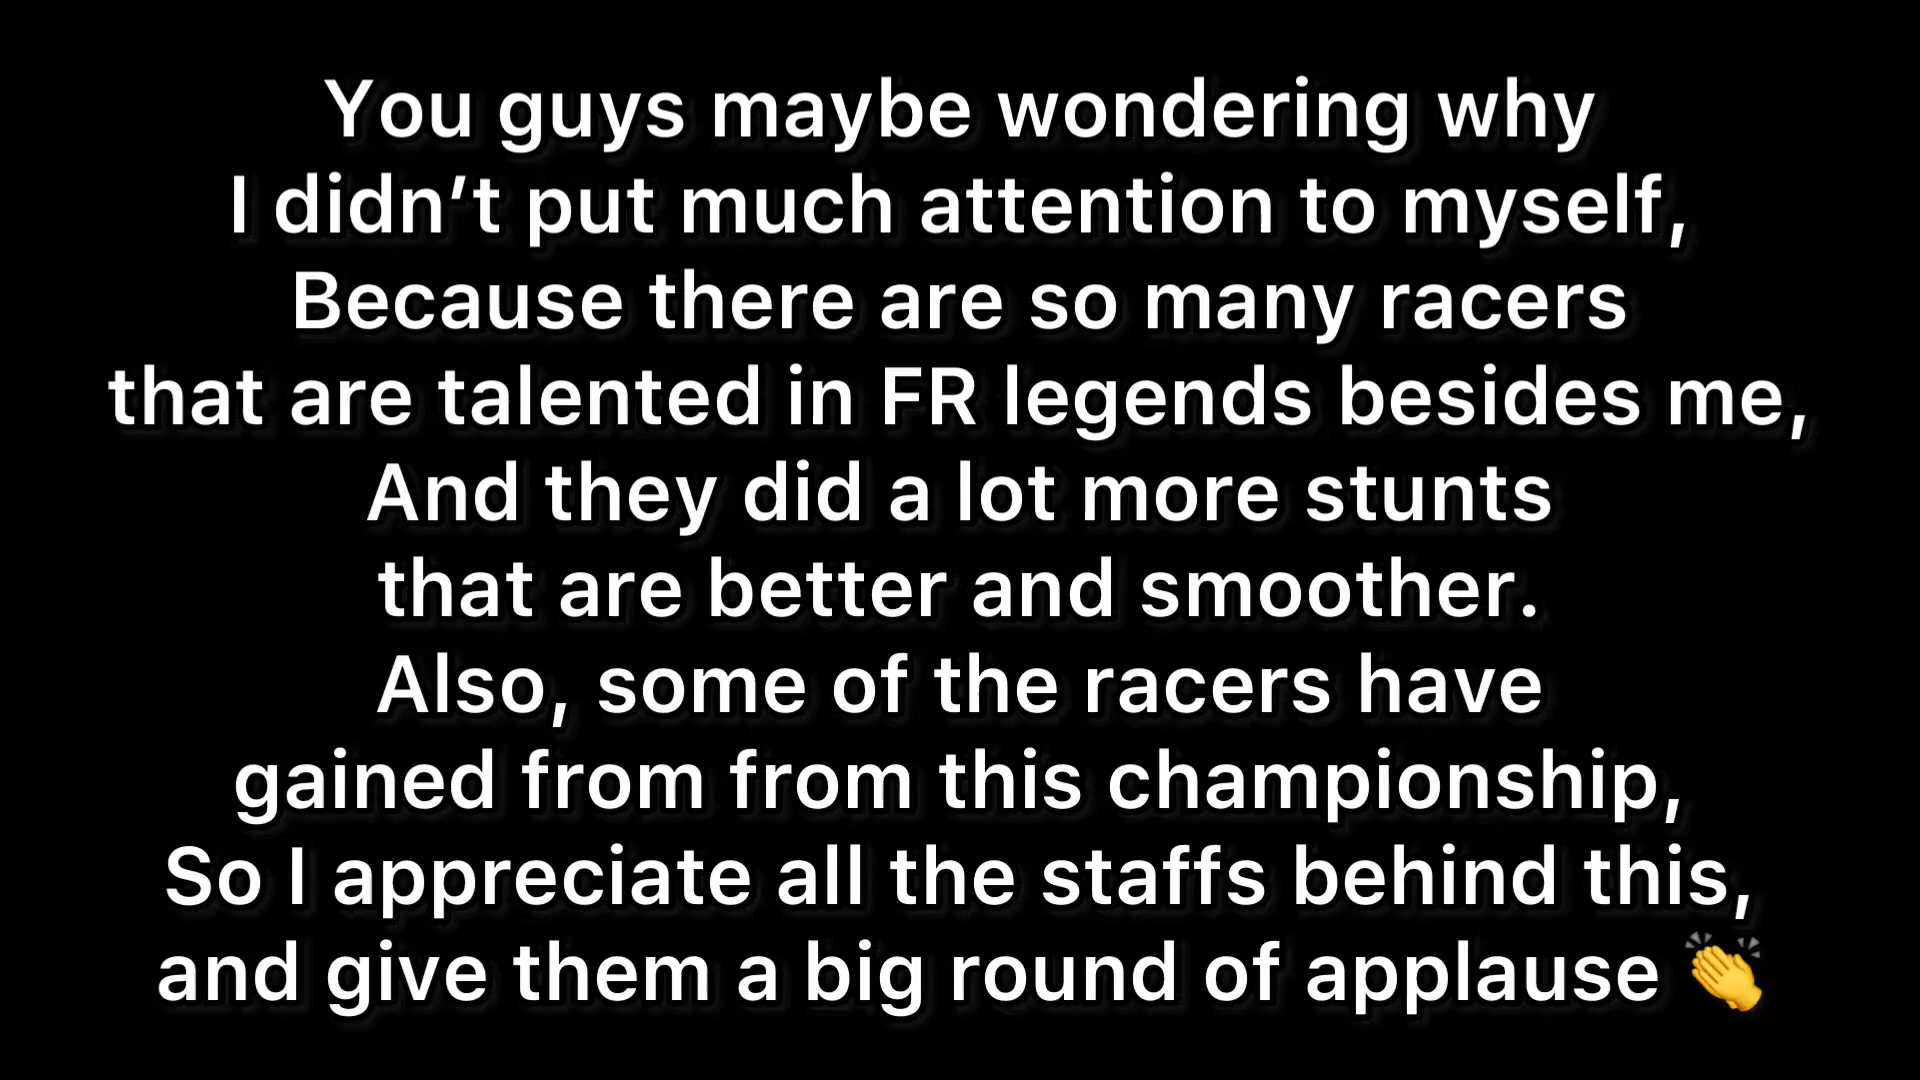 You guys maybe wondering why
I didn’t put much attention to myself,
Because there are so many racers
that are talented in FR legends besides me,
And they did a lot more stunts
that are better and smoother.
Also, some of the racers have
gained from from this championship,
So I appreciate all the staffs behind this,
and give them a big round of applause 👏